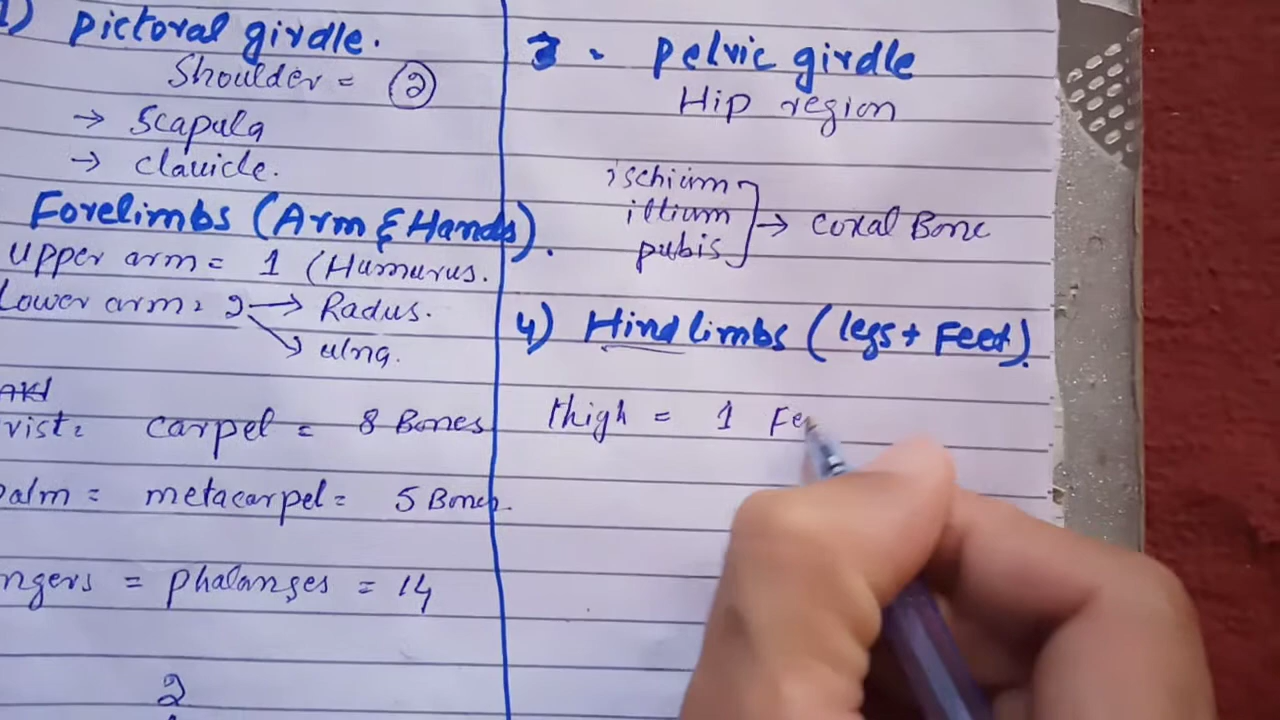 1) Pictoral girdle.
Shoulder = 2
→ Scapula
→ Clavicle.
Forelimbs (Arm & Hands).
Upper arm = 1 (Humurus.
Lower arm = 2 → Radus.
→ ulna.
vist = carpel = 8 Bones
palm = metacarpel = 5 Bones.
ngers = phalanges = 14
2
3. Pelvic girdle
Hip region
ischium
illium
pubis → coxal Bone
4) Hind limbs (legs + Feet).
thigh = 1 Fe